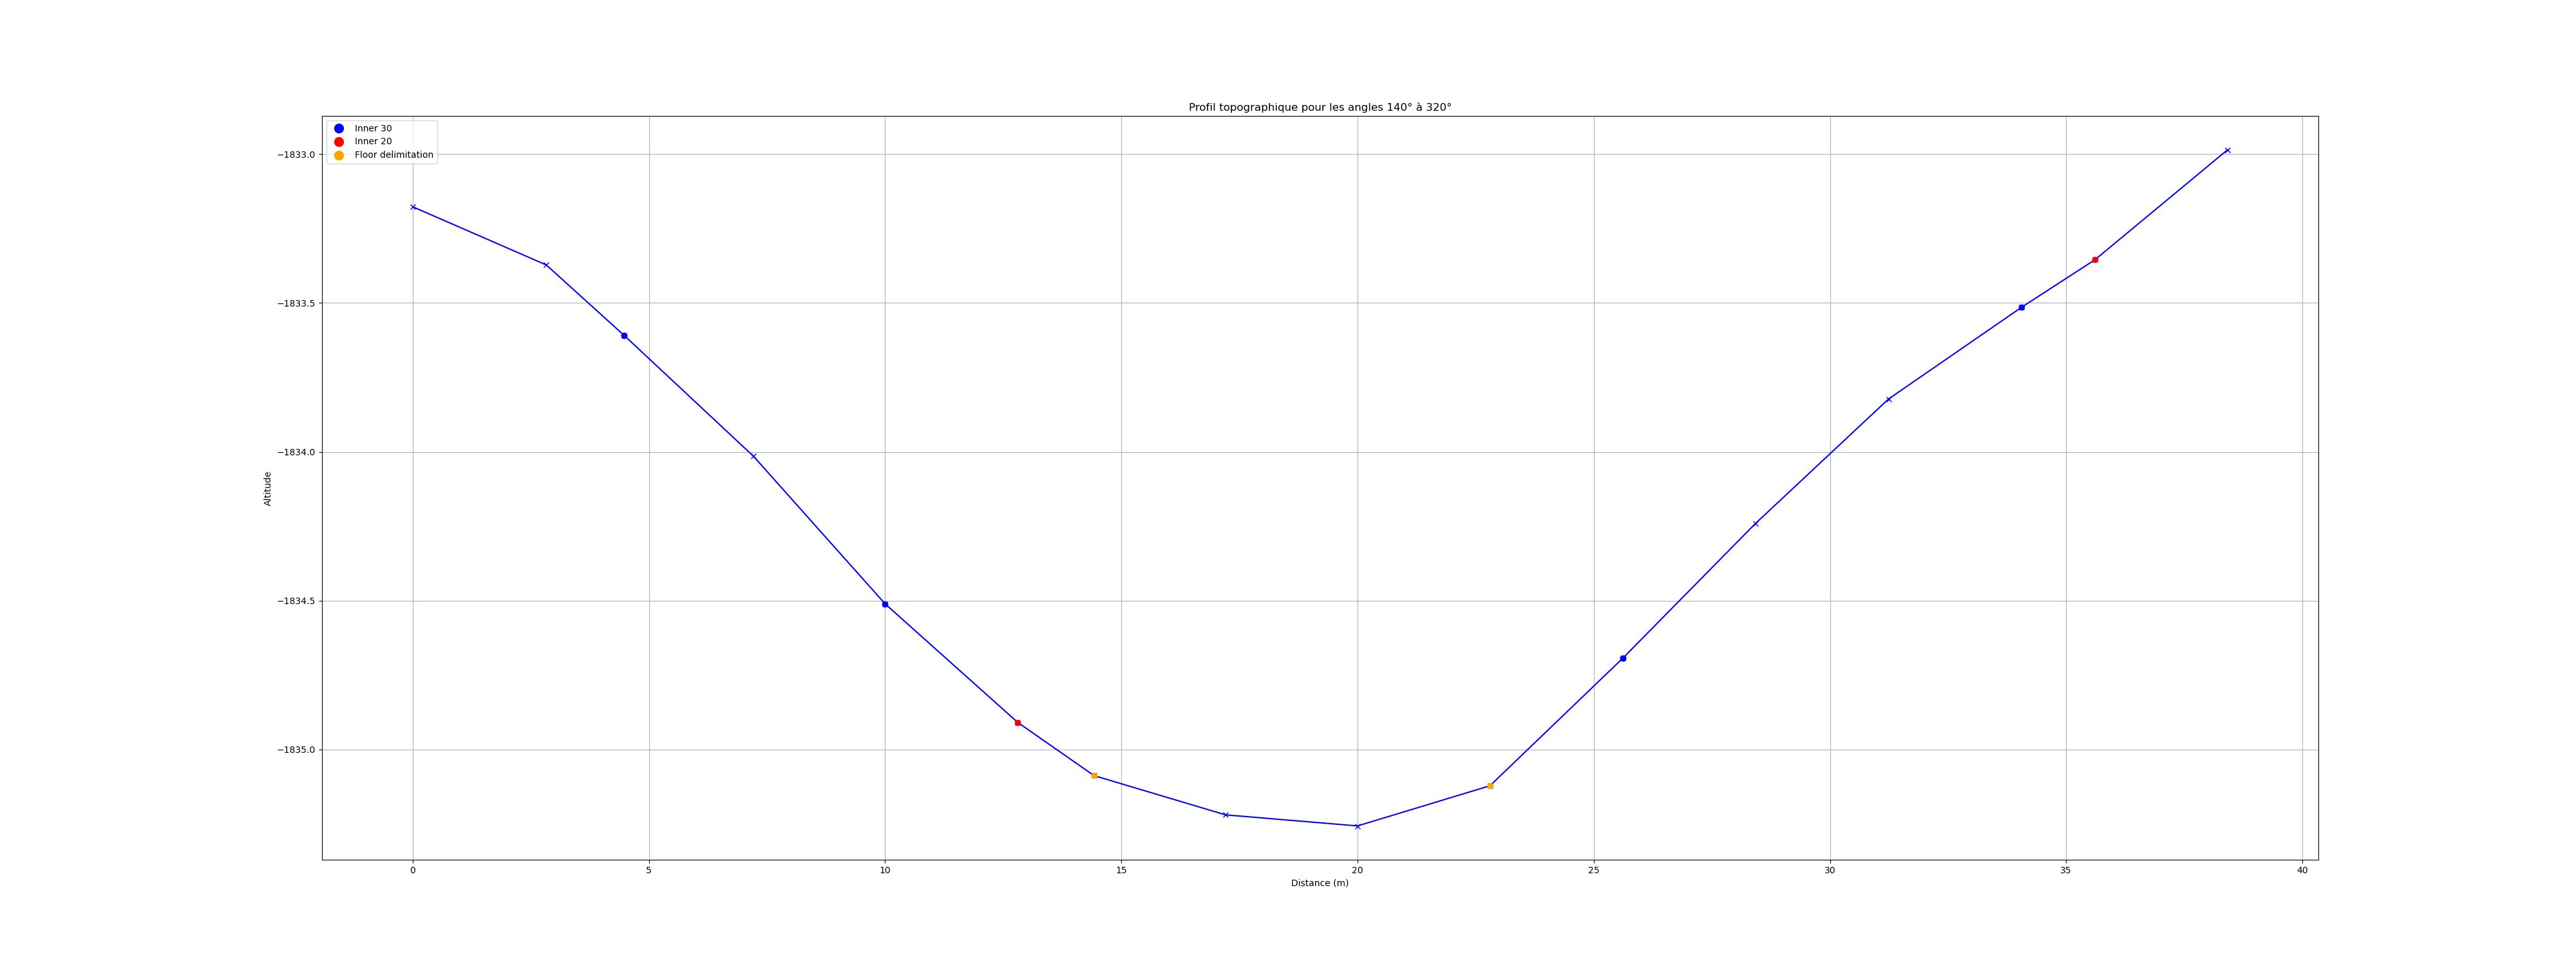 Profil topographique pour les angles 140° à 320°
Inner 30
Inner 20
Floor delimitation
−1833.0
−1833.5
−1834.0
−1834.5
−1835.0
Altitude
0 5 10 15 20 25 30 35 40
Distance (m)